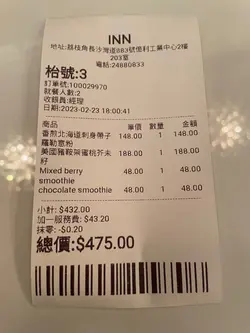 INN
地址:荔枝角長沙灣道883號億利工業中心2樓
203室
電話:24880833
枱號:3
訂單號:100029970
就餐人數:2
收銀員:經理
時間:2023-02-23 18:00:41
商品 單價 數量 金額
番煎北海道刺身帶子 148.00 1 148.00
羅勒意粉
美國豬鞍架蜜桃芥末 188.00 1 188.00
籽
Mixed berry 48.00 1 48.00
smoothie
chocolate smoothie 48.00 1 48.00
小計: $432.00
加一服務費: $43.20
抹零: -$0.20
總價:$475.00